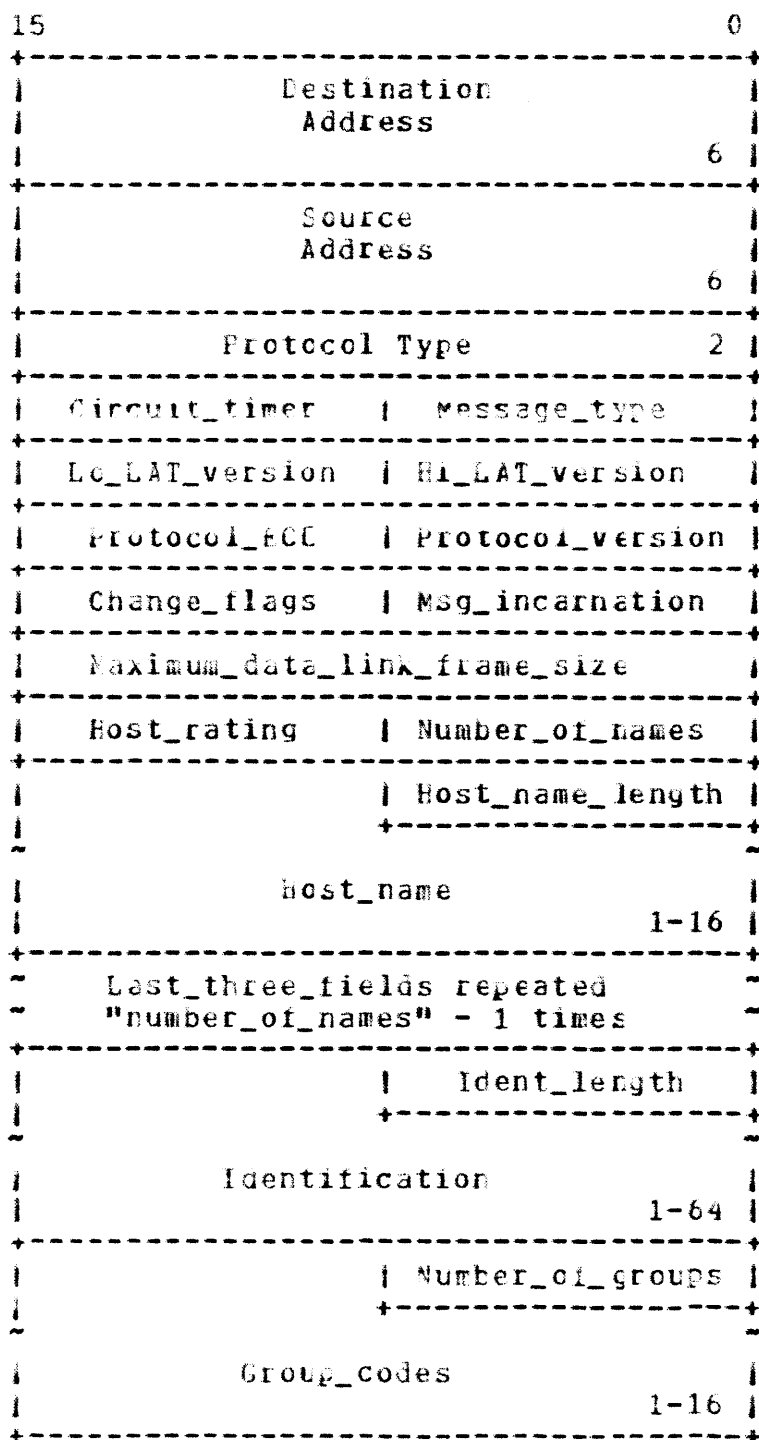 15 0
Destination
Address
6
Source
Address
6
Protocol Type 2
Circuit_timer | Message_type
Lo_LAT_version | Hi_LAT_version
Protocol_ECO | Protocol_version
Change_flags | Msg_incarnation
Maximum_data_link_frame_size
Host_rating | Number_of_names
| Host_name_length
Host_name
1-16
Last_three_fields repeated
"number_of_names" - 1 times
| Ident_length
Identification
1-64
| Number_of_groups
Group_codes
1-16